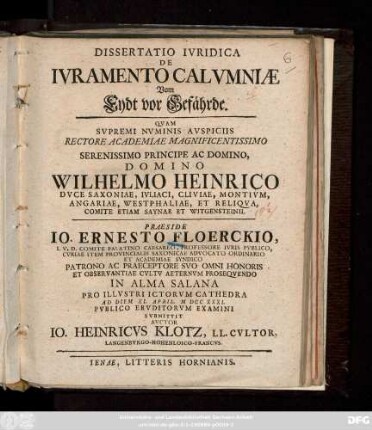 DISSERTATIO IVRIDICA
6
DE
IVRAMENTO CALVMNIÆ
Vom
Eydt vor Gefährde.
QVAM
SVPREMI NVMINIS AVSPICIIS
RECTORE ACADEMIAE MAGNIFICENTISSIMO
SERENISSIMO PRINCIPE AC DOMINO,
DOMINO
WILHELMO HEINRICO
DVCE SAXONIAE, IVLIACI, CLIVIAE, MONTIVM,
ANGARIAE, WESTPHALIAE, ET RELIQVA,
COMITE ETIAM SAYNAE ET WITGENSTEINII.
PRAESIDE
IO. ERNESTO FLOERCKIO,
I. V. D. COMITE PALATINO CAESAREO, PROFESSORE IVRIS PVBLICO,
CVRIAE ITEM PROVINCIALIS SAXONICAE ADVOCATO ORDINARIO
ET ACADEMIAE SYNDICO
PATRONO AC PRAECEPTORE SVO OMNI HONORIS
ET OBSERVANTIAE CVLTV AETERNVM PROSEQVENDO
IN ALMA SALANA
PRO ILLVSTRI ICTORVM CATHEDRA
AD DIEM XI. APRIL. M DCC XXXI.
PVBLICO ERVDITORVM EXAMINI
SVBMITTIT
AVCTOR
IO. HEINRICVS KLOTZ, LL. CVLTOR,
LANGENBVRGO-HOHENLOICO-FRANCVS.
IENAE, LITTERIS HORNIANIS.
DFG